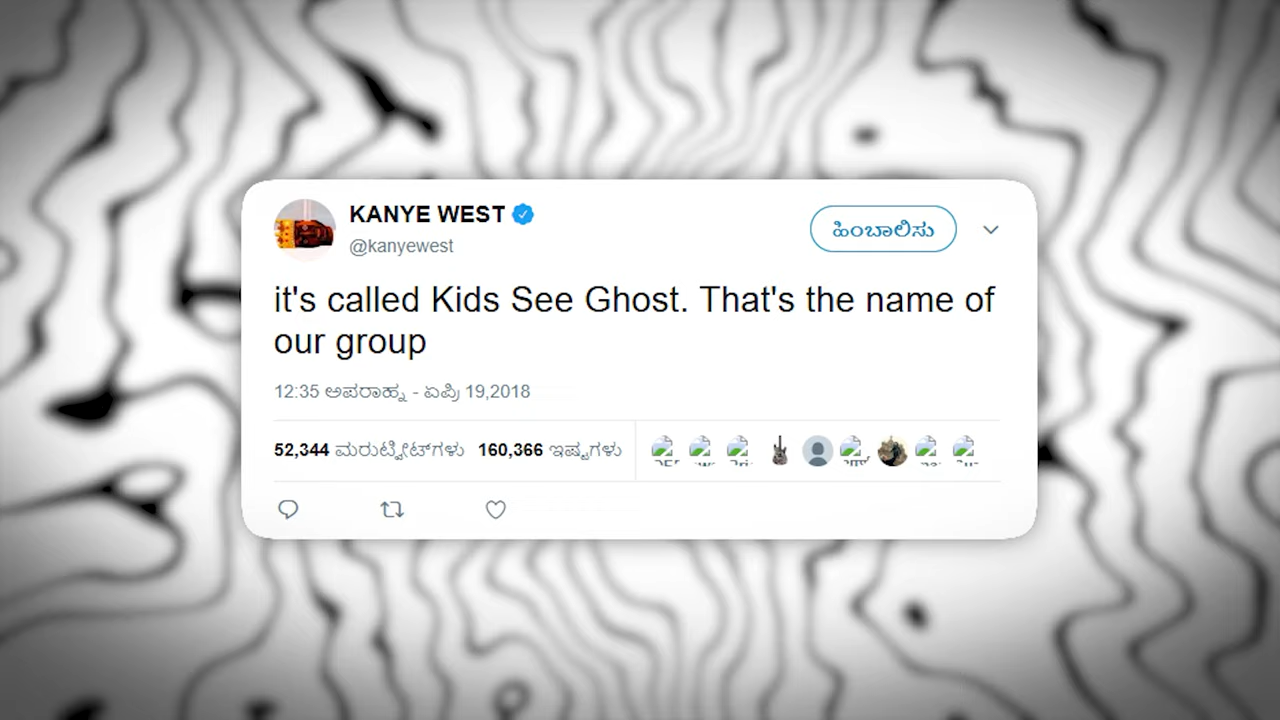 KANYE WEST
@kanyewest
ಹಿಂಬಾಲಿಸು
it's called Kids See Ghost. That's the name of
our group
12:35 ಅಪರಾಹ್ನ - ಏಪ್ರಿ 19,2018
52,344 ಮರುಟ್ವೀಟ್‌ಗಳು 160,366 ಇಷ್ಟಗಳು